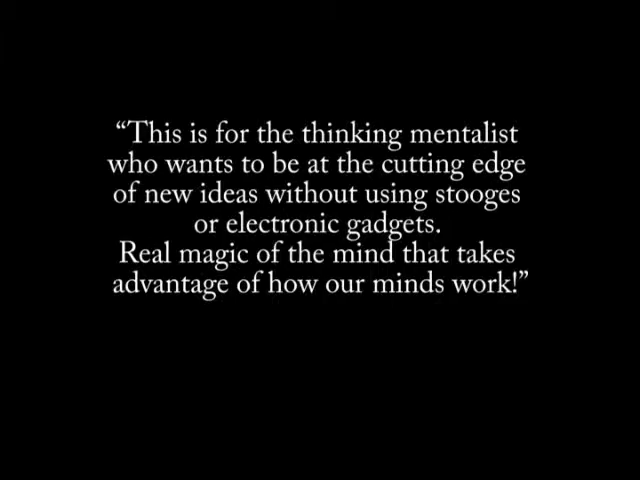 “This is for the thinking mentalist
who wants to be at the cutting edge
of new ideas without using stooges
or electronic gadgets.
Real magic of the mind that takes
advantage of how our minds work!”